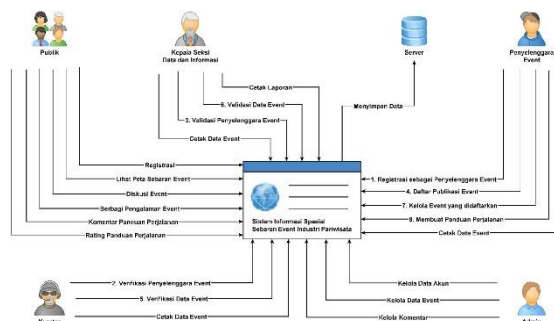 Publik
Kepala Seksi
Data dan Informasi
Server
Penyelenggara
Event
Cetak Laporan
6. Validasi Data Event
Menyimpan Data
3. Validasi Penyelenggara Event
Cetak Data Event
Registrasi
Lihat Peta Sebaran Event
Diskusi Event
Berbagi Pengalaman Event
Komentar Panduan Perjalanan
Rating Panduan Perjalanan
1. Registrasi sebagai Penyelenggara Event
4. Daftar Publikasi Event
7. Kelola Event yang didaftarkan
8. Membuat Panduan Perjalanan
Cetak Data Event
Sistem Informasi Spasial
Sebaran Event Industri Pariwisata
2. Verifikasi Penyelenggara Event
5. Verifikasi Data Event
Cetak Data Event
Kelola Data Akun
Kelola Data Event
Kelola Komentar
Admin